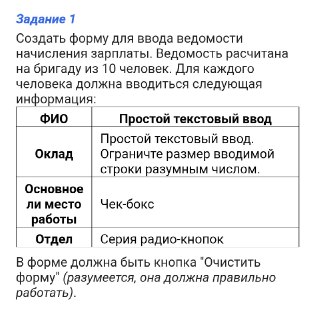 Задание 1
Создать форму для ввода ведомости
начисления зарплаты. Ведомость расчитана
на бригаду из 10 человек. Для каждого
человека должна вводиться следующая
информация:
ФИО Простой текстовый ввод
Оклад Простой текстовый ввод.
Ограничте размер вводимой
строки разумным числом.
Основное
ли место
работы Чек-бокс
Отдел Серия радио-кнопок
В форме должна быть кнопка "Очистить
форму" (разумеется, она должна правильно
работать).